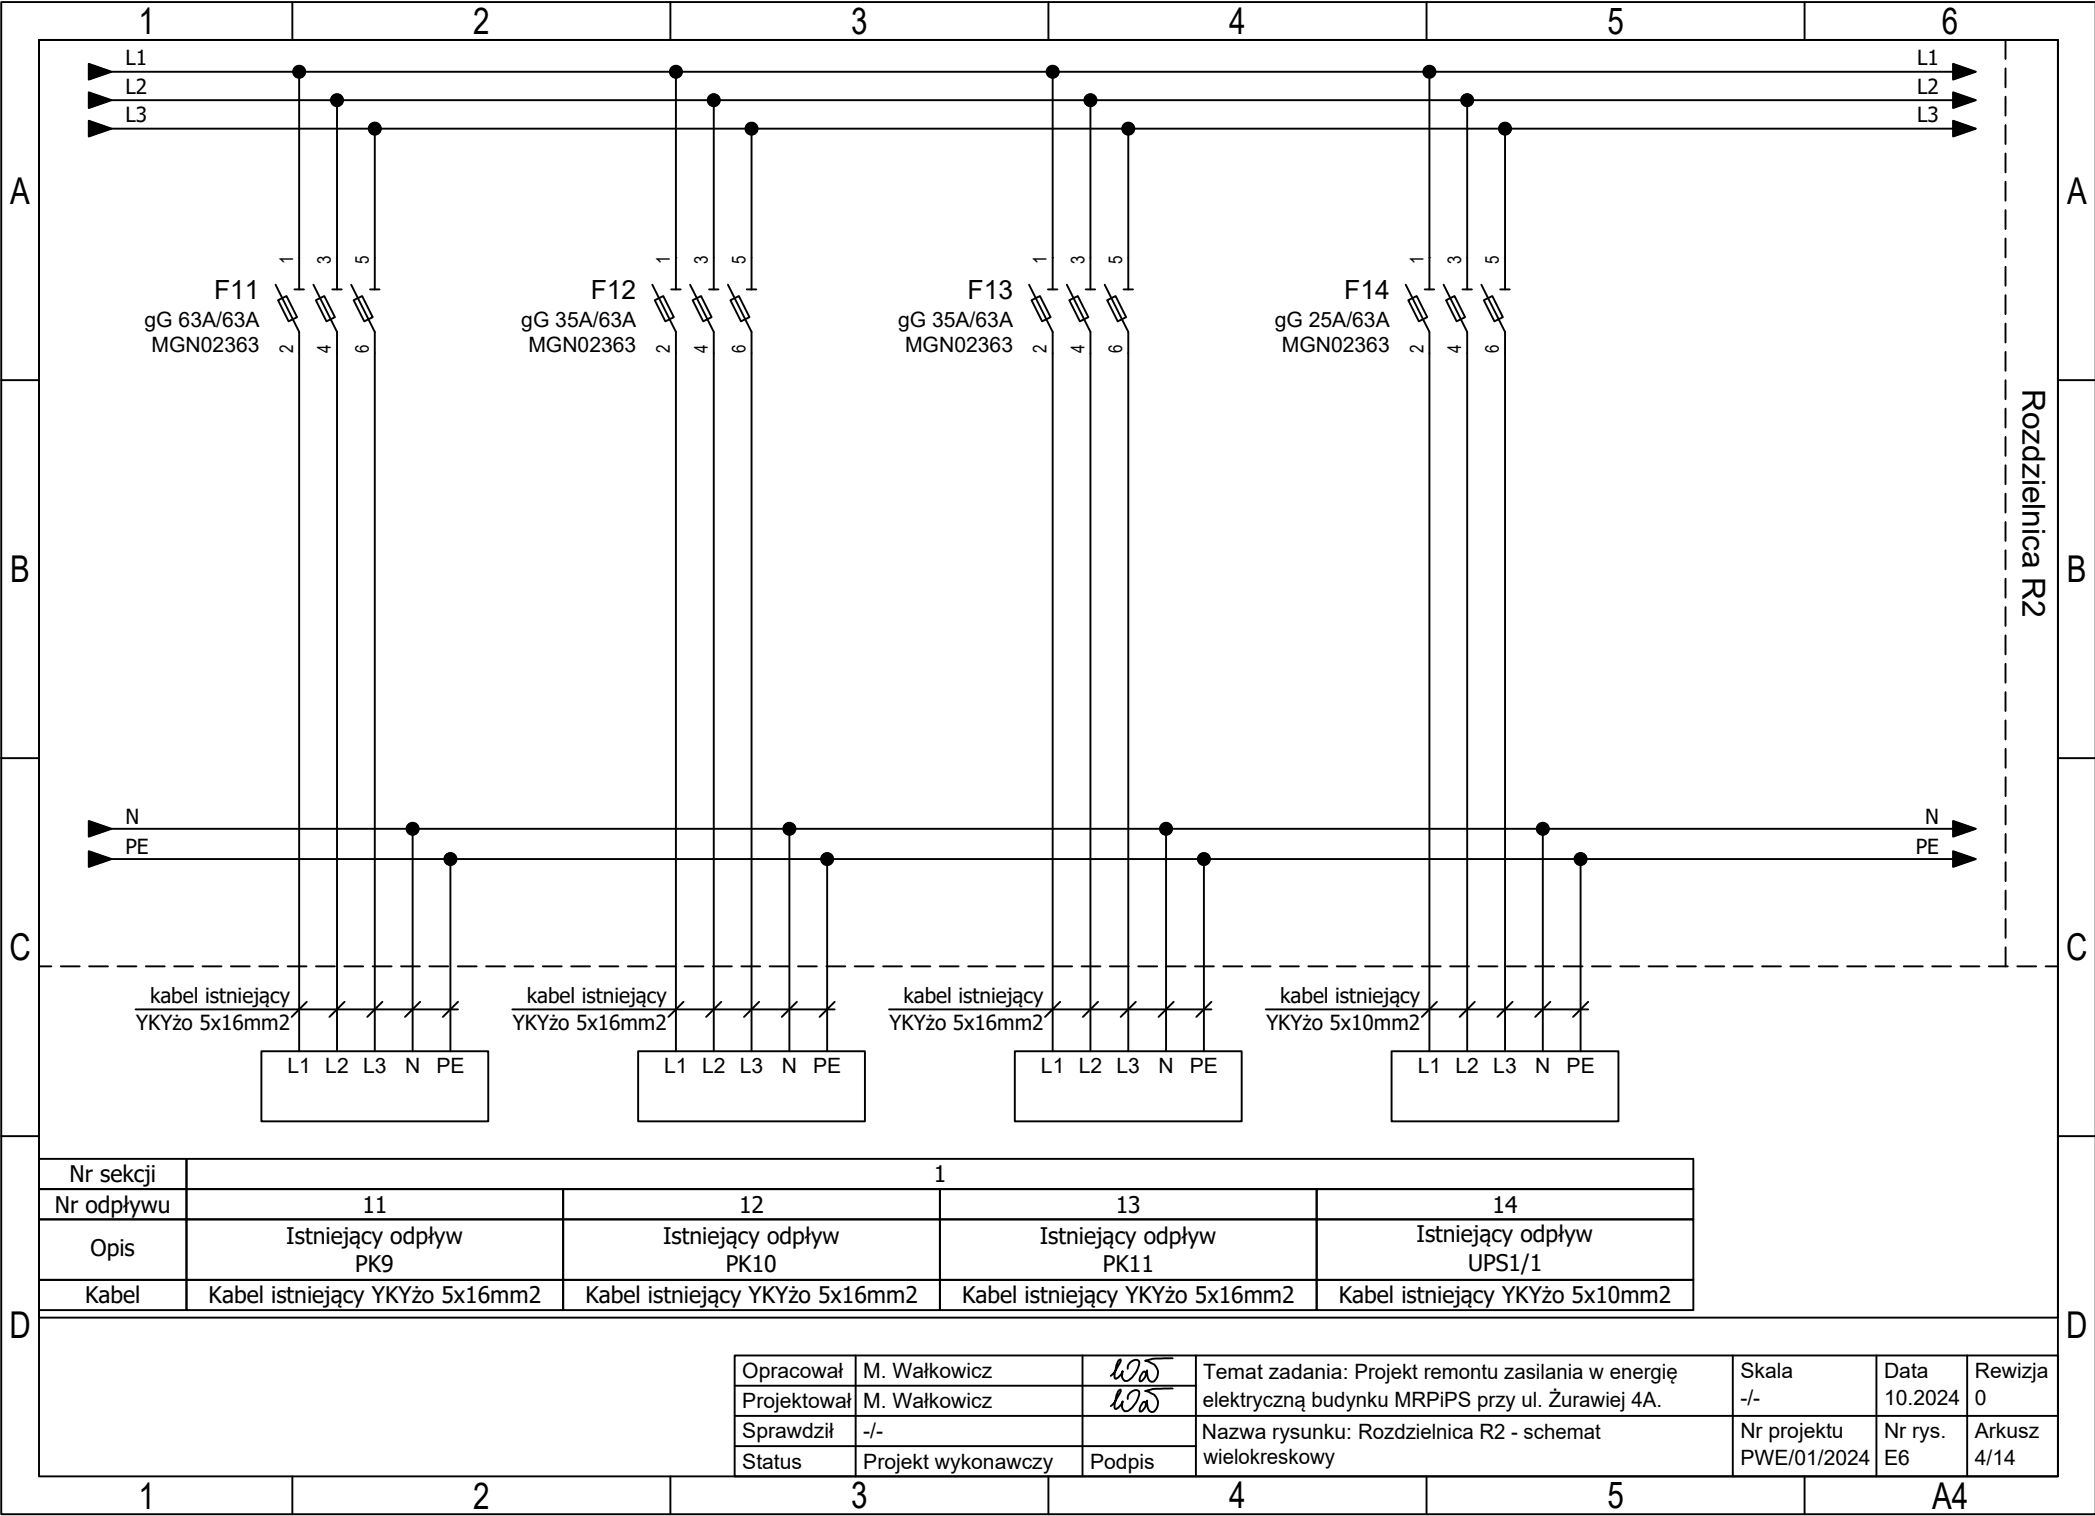 1 2 3 4 5 6
L1 L1
L2 L2
L3 L3
A A
1 3 5 1 3 5 1 3 5 1 3 5
F11 F12 F13 F14
gG 63A/63A gG 35A/63A gG 35A/63A gG 25A/63A
MGN02363 MGN02363 MGN02363 MGN02363
2 4 6 2 4 6 2 4 6 2 4 6
Rozdzielnica R2
B B
N N
PE PE
C C
kabel istniejący kabel istniejący kabel istniejący kabel istniejący
YKYżo 5x16mm2 YKYżo 5x16mm2 YKYżo 5x16mm2 YKYżo 5x10mm2
L1 L2 L3 N PE L1 L2 L3 N PE L1 L2 L3 N PE L1 L2 L3 N PE
Nr sekcji 1
Nr odpływu 11 12 13 14
Opis
Istniejący odpływ
PK9
Istniejący odpływ
PK10
Istniejący odpływ
PK11
Istniejący odpływ
UPS1/1
Kabel Kabel istniejący YKYżo 5x16mm2 Kabel istniejący YKYżo 5x16mm2 Kabel istniejący YKYżo 5x16mm2 Kabel istniejący YKYżo 5x10mm2
D D
Opracował M. Wałkowicz
Projektował M. Wałkowicz
Sprawdził -/-
Status Projekt wykonawczy Podpis
Temat zadania: Projekt remontu zasilania w energię
elektryczną budynku MRPiPS przy ul. Żurawiej 4A.
Nazwa rysunku: Rozdzielnica R2 - schemat
wielokreskowy
Skala
-/-
Data
10.2024
Rewizja
0
Nr projektu
PWE/01/2024
Nr rys.
E6
Arkusz
4/14
1 2 3 4 5 A4